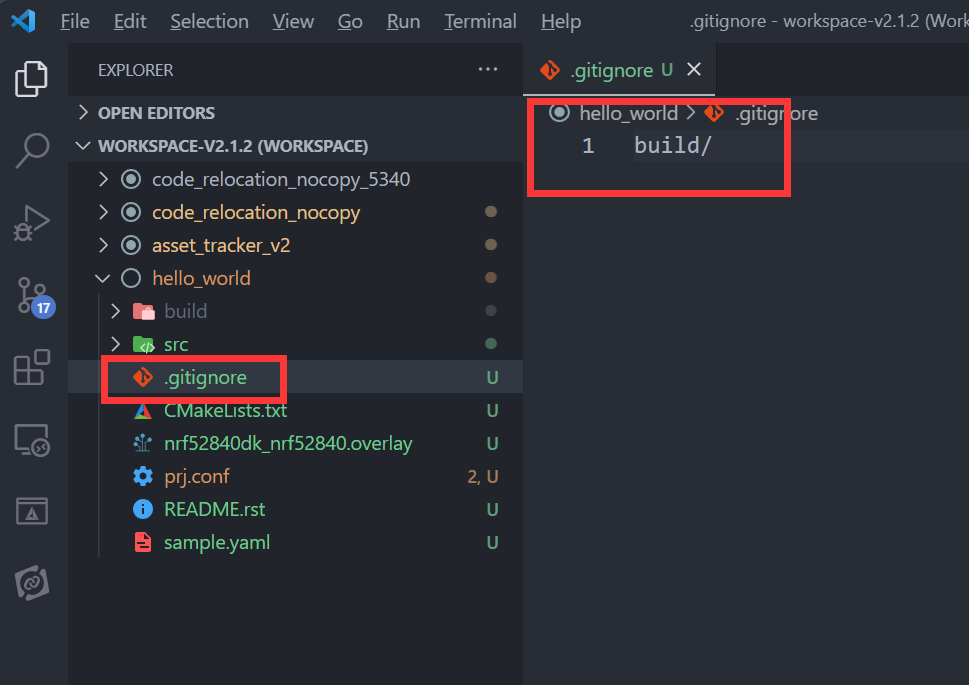 File Edit Selection View Go Run Terminal Help .gitignore - workspace-v2.1.2 (Work
EXPLORER ...
.gitignore U
OPEN EDITORS
hello_world > .gitignore
WORKSPACE-V2.1.2 (WORKSPACE)
1 build/
code_relocation_nocopy_5340
code_relocation_nocopy
asset_tracker_v2
hello_world
17
build
src
.gitignore U
CMakeLists.txt U
nrf52840dk_nrf52840.overlay U
prj.conf 2, U
README.rst U
sample.yaml U